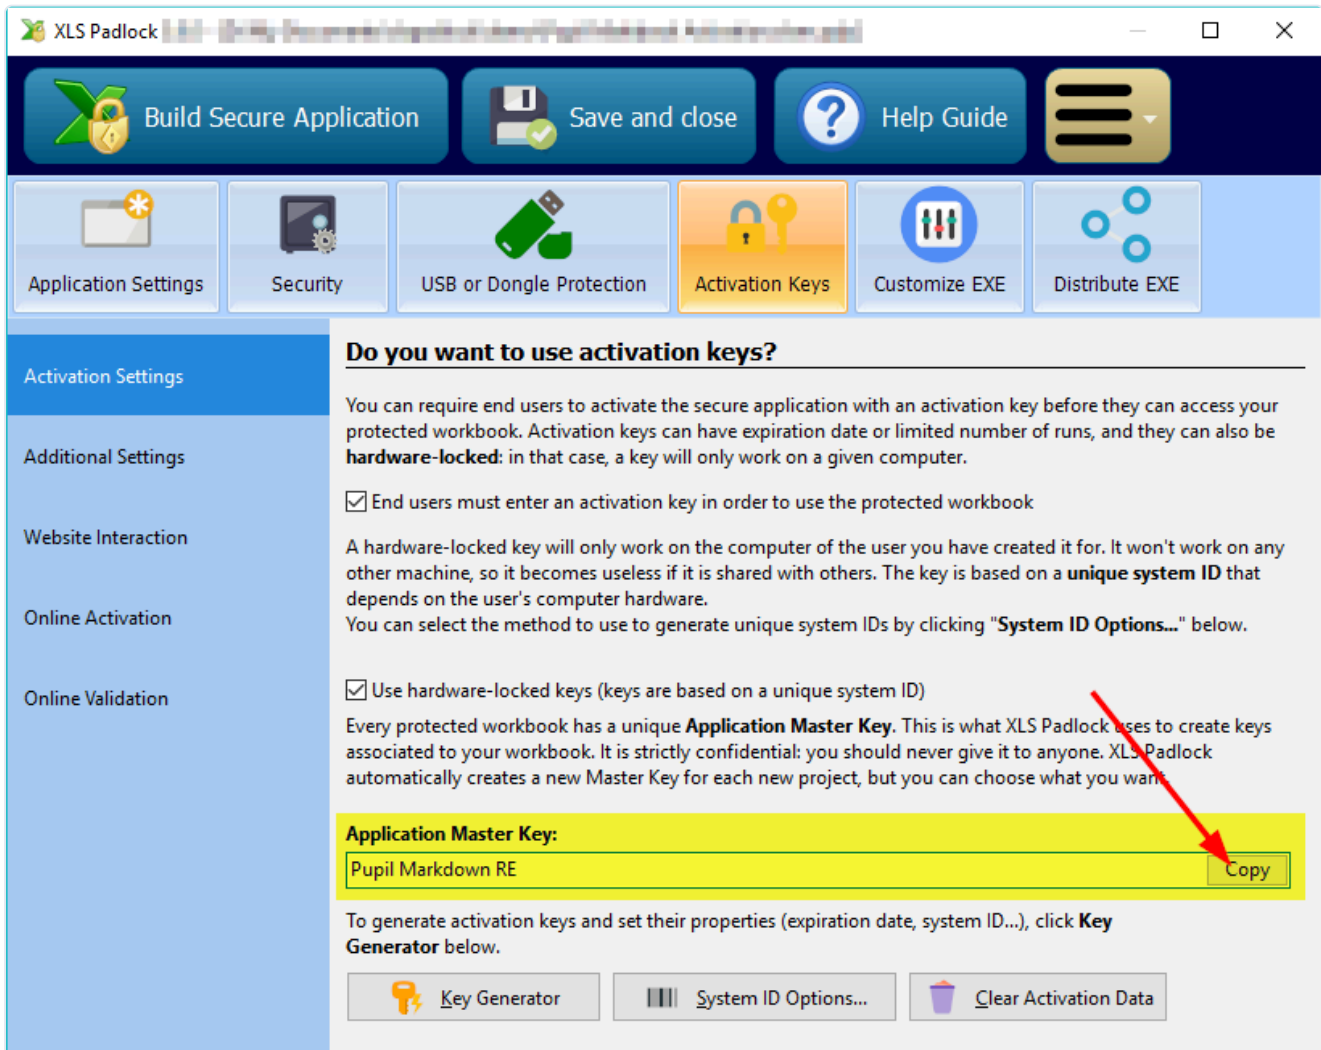 XLS Padlock
Build Secure Application
Save and close
Help Guide
Application Settings
Security
USB or Dongle Protection
Activation Keys
Customize EXE
Distribute EXE
Activation Settings
Additional Settings
Website Interaction
Online Activation
Online Validation
Do you want to use activation keys?
You can require end users to activate the secure application with an activation key before they can access your
protected workbook. Activation keys can have expiration date or limited number of runs, and they can also be
hardware-locked: in that case, a key will only work on a given computer.
End users must enter an activation key in order to use the protected workbook
A hardware-locked key will only work on the computer of the user you have created it for. It won't work on any
other machine, so it becomes useless if it is shared with others. The key is based on a unique system ID that
depends on the user's computer hardware.
You can select the method to use to generate unique system IDs by clicking "System ID Options..." below.
Use hardware-locked keys (keys are based on a unique system ID)
Every protected workbook has a unique Application Master Key. This is what XLS Padlock uses to create keys
associated to your workbook. It is strictly confidential: you should never give it to anyone. XLS Padlock
automatically creates a new Master Key for each new project, but you can choose what you want.
Application Master Key:
Pupil Markdown RE
Copy
To generate activation keys and set their properties (expiration date, system ID...), click Key
Generator below.
Key Generator
System ID Options...
Clear Activation Data